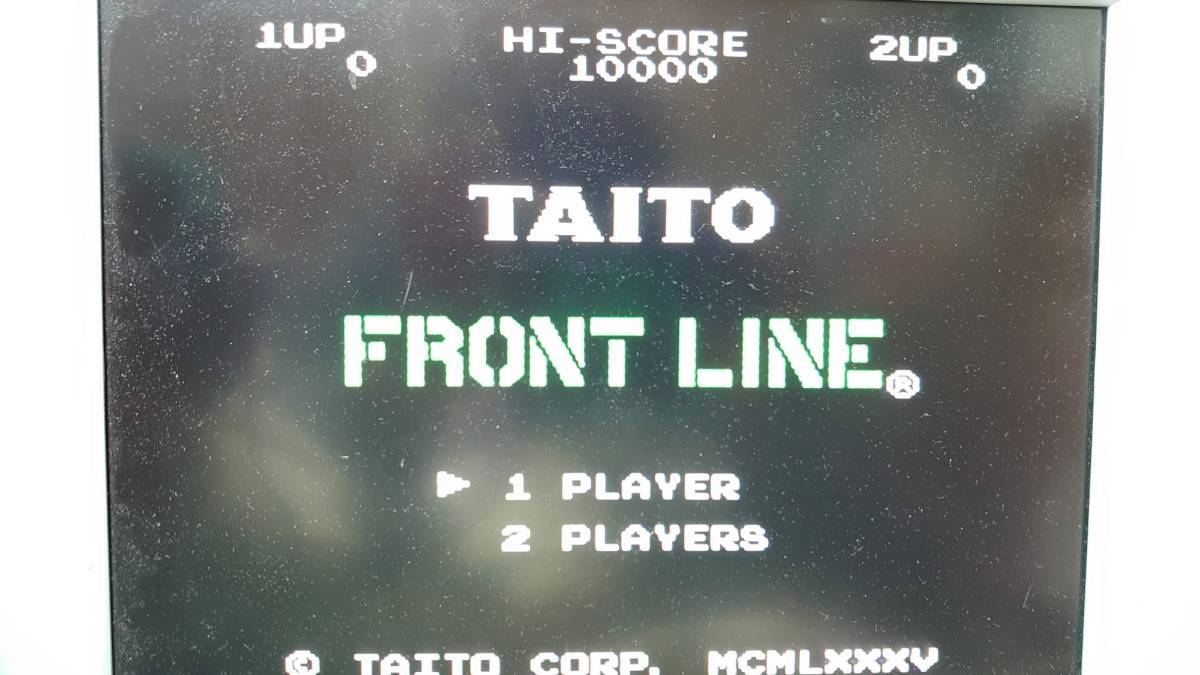 1UP HI-SCORE 2UP
0 10000 0
TAITO
FRONT LINE®
1 PLAYER
2 PLAYERS
© TAITO CORP. MCMLXXXV